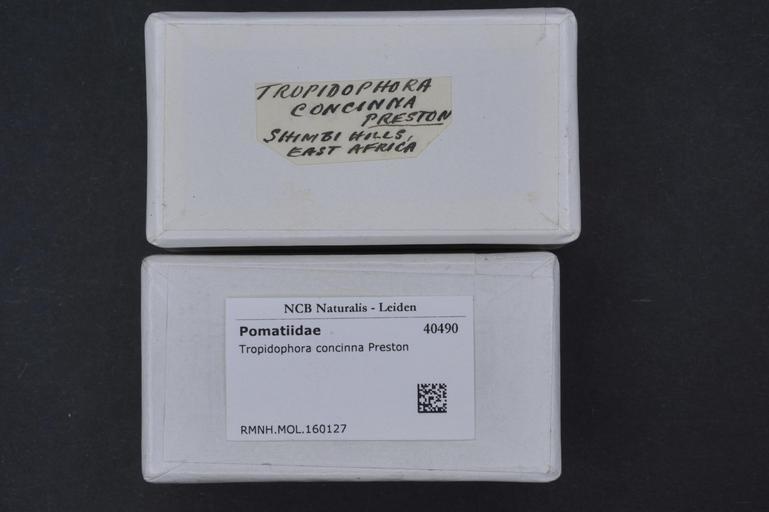 TROPIDOPHORA
CONCINNA
PRESTON
SHIMBI HILLS,
EAST AFRICA
NCB Naturalis - Leiden
Pomatiidae 40490
Tropidophora concinna Preston
RMNH.MOL.160127